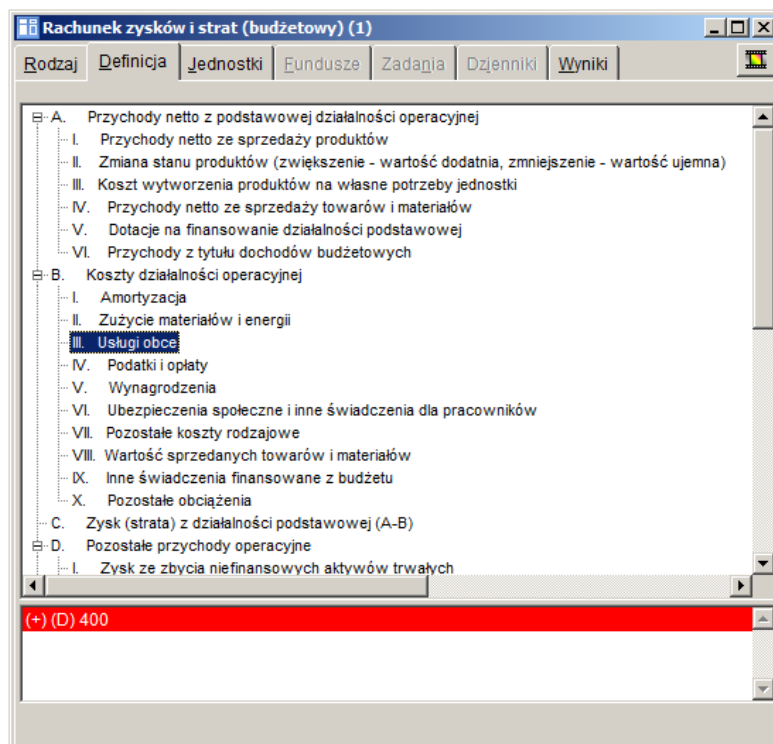 Rachunek zysków i strat (budżetowy) (1)
Rodzaj Definicja Jednostki Fundusze Zadania Dzienniki Wyniki
A. Przychody netto z podstawowej działalności operacyjnej
I. Przychody netto ze sprzedaży produktów
II. Zmiana stanu produktów (zwiększenie - wartość dodatnia, zmniejszenie - wartość ujemna)
III. Koszt wytworzenia produktów na własne potrzeby jednostki
IV. Przychody netto ze sprzedaży towarów i materiałów
V. Dotacje na finansowanie działalności podstawowej
VI. Przychody z tytułu dochodów budżetowych
B. Koszty działalności operacyjnej
I. Amortyzacja
II. Zużycie materiałów i energii
III. Usługi obce
IV. Podatki i opłaty
V. Wynagrodzenia
VI. Ubezpieczenia społeczne i inne świadczenia dla pracowników
VII. Pozostałe koszty rodzajowe
VIII. Wartość sprzedanych towarów i materiałów
IX. Inne świadczenia finansowane z budżetu
X. Pozostałe obciążenia
C. Zysk (strata) z działalności podstawowej (A-B)
D. Pozostałe przychody operacyjne
I. Zysk ze zbycia niefinansowych aktywów trwałych
(+) (D) 400